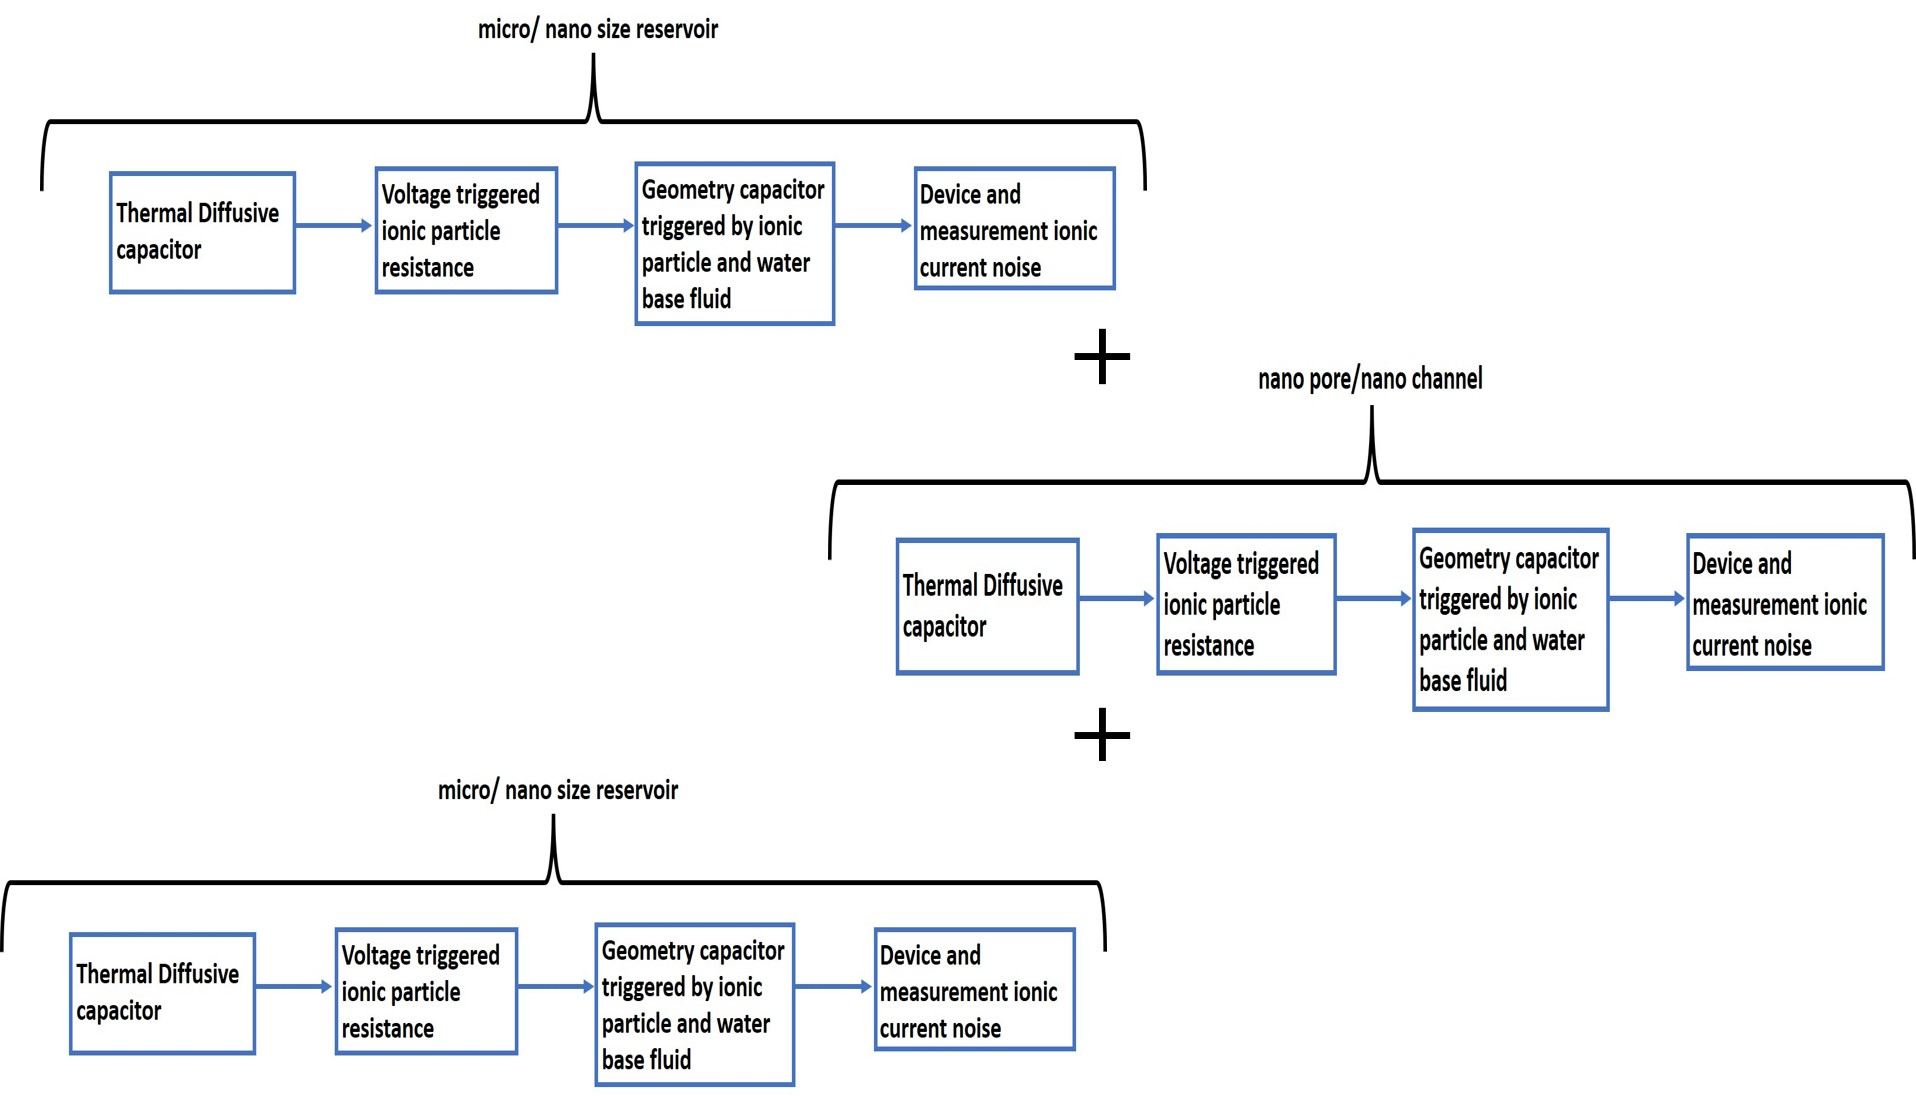 micro/ nano size reservoir
Thermal Diffusive
capacitor
Voltage triggered
ionic particle
resistance
Geometry capacitor
triggered by ionic
particle and water
base fluid
Device and
measurement ionic
current noise
+
nano pore/nano channel
Thermal Diffusive
capacitor
Voltage triggered
ionic particle
resistance
Geometry capacitor
triggered by ionic
particle and water
base fluid
Device and
measurement ionic
current noise
+
micro/ nano size reservoir
Thermal Diffusive
capacitor
Voltage triggered
ionic particle
resistance
Geometry capacitor
triggered by ionic
particle and water
base fluid
Device and
measurement ionic
current noise